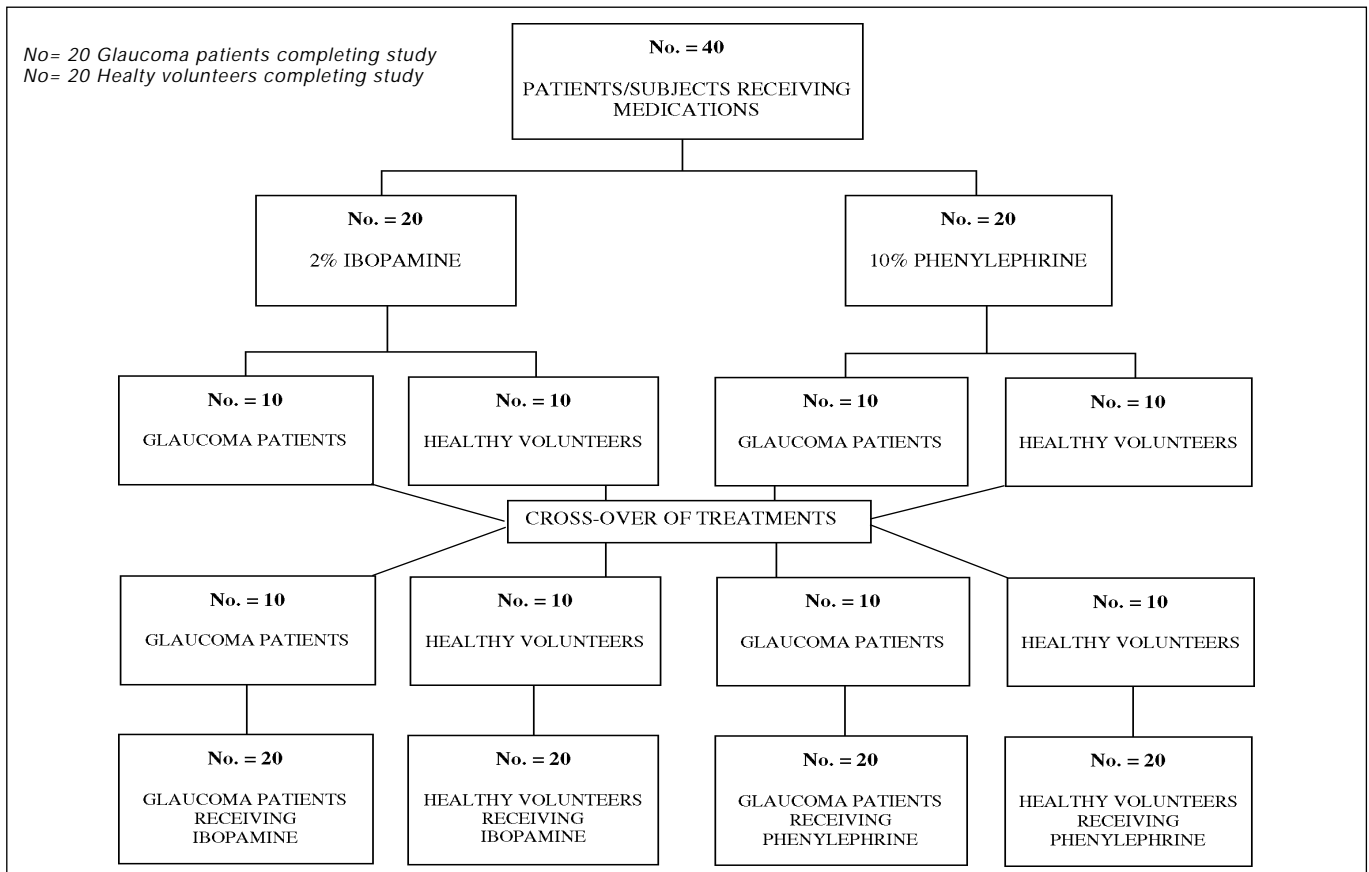 No= 20 Glaucoma patients completing study
No= 20 Healty volunteers completing study
No. = 40
PATIENTS/SUBJECTS RECEIVING
MEDICATIONS
No. = 20
2% IBOPAMINE
No. = 20
10% PHENYLEPHRINE
No. = 10
GLAUCOMA PATIENTS
No. = 10
HEALTHY VOLUNTEERS
No. = 10
GLAUCOMA PATIENTS
No. = 10
HEALTHY VOLUNTEERS
CROSS-OVER OF TREATMENTS
No. = 10
GLAUCOMA PATIENTS
No. = 10
HEALTHY VOLUNTEERS
No. = 10
GLAUCOMA PATIENTS
No. = 10
HEALTHY VOLUNTEERS
No. = 20
GLAUCOMA PATIENTS
RECEIVING
IBOPAMINE
No. = 20
HEALTHY VOLUNTEERS
RECEIVING
IBOPAMINE
No. = 20
GLAUCOMA PATIENTS
RECEIVING
PHENYLEPHRINE
No. = 20
HEALTHY VOLUNTEERS
RECEIVING
PHENYLEPHRINE